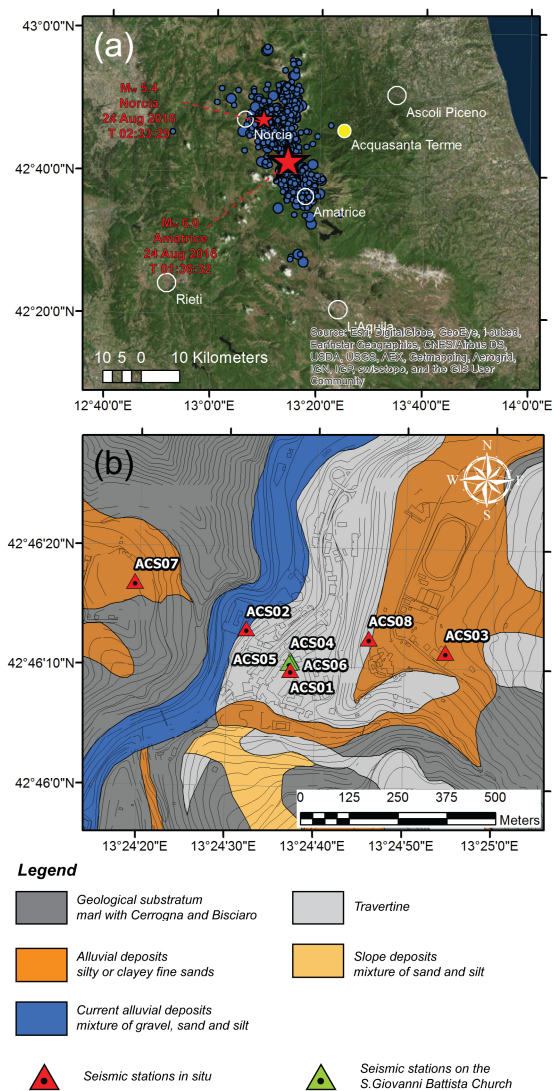 (a)
43°0'0"N
42°40'0"N
42°20'0"N
Mw 5.4
Norcia
24 Aug 2016
T 02:33:29
Norcia
Ascoli Piceno
Acquasanta Terme
Amatrice
Mw 6.0
Amatrice
24 Aug 2016
T 01:36:32
Rieti
L'Aquila
Source: Esri, DigitalGlobe, GeoEye, i-cubed,
Earthstar Geographics, CNES/Airbus DS,
USDA, USGS, AEX, Getmapping, Aerogrid,
IGN, IGP, swisstopo, and the GIS User
Community
10 5 0 10 Kilometers
12°40'0"E 13°0'0"E 13°20'0"E 13°40'0"E 14°0'0"E
(b)
N
W E
S
42°46'20"N
42°46'10"N
42°46'0"N
ACS07
ACS02
ACS04
ACS08
ACS03
ACS05
ACS06
ACS01
0 125 250 375 500
Meters
13°24'20"E 13°24'30"E 13°24'40"E 13°24'50"E 13°25'0"E
Legend
Geological substratum
marl with Cerrogna and Bisciaro
Travertine
Alluvial deposits
silty or clayey fine sands
Slope deposits
mixture of sand and silt
Current alluvial deposits
mixture of gravel, sand and silt
Seismic stations in situ
Seismic stations on the
S.Giovanni Battista Church